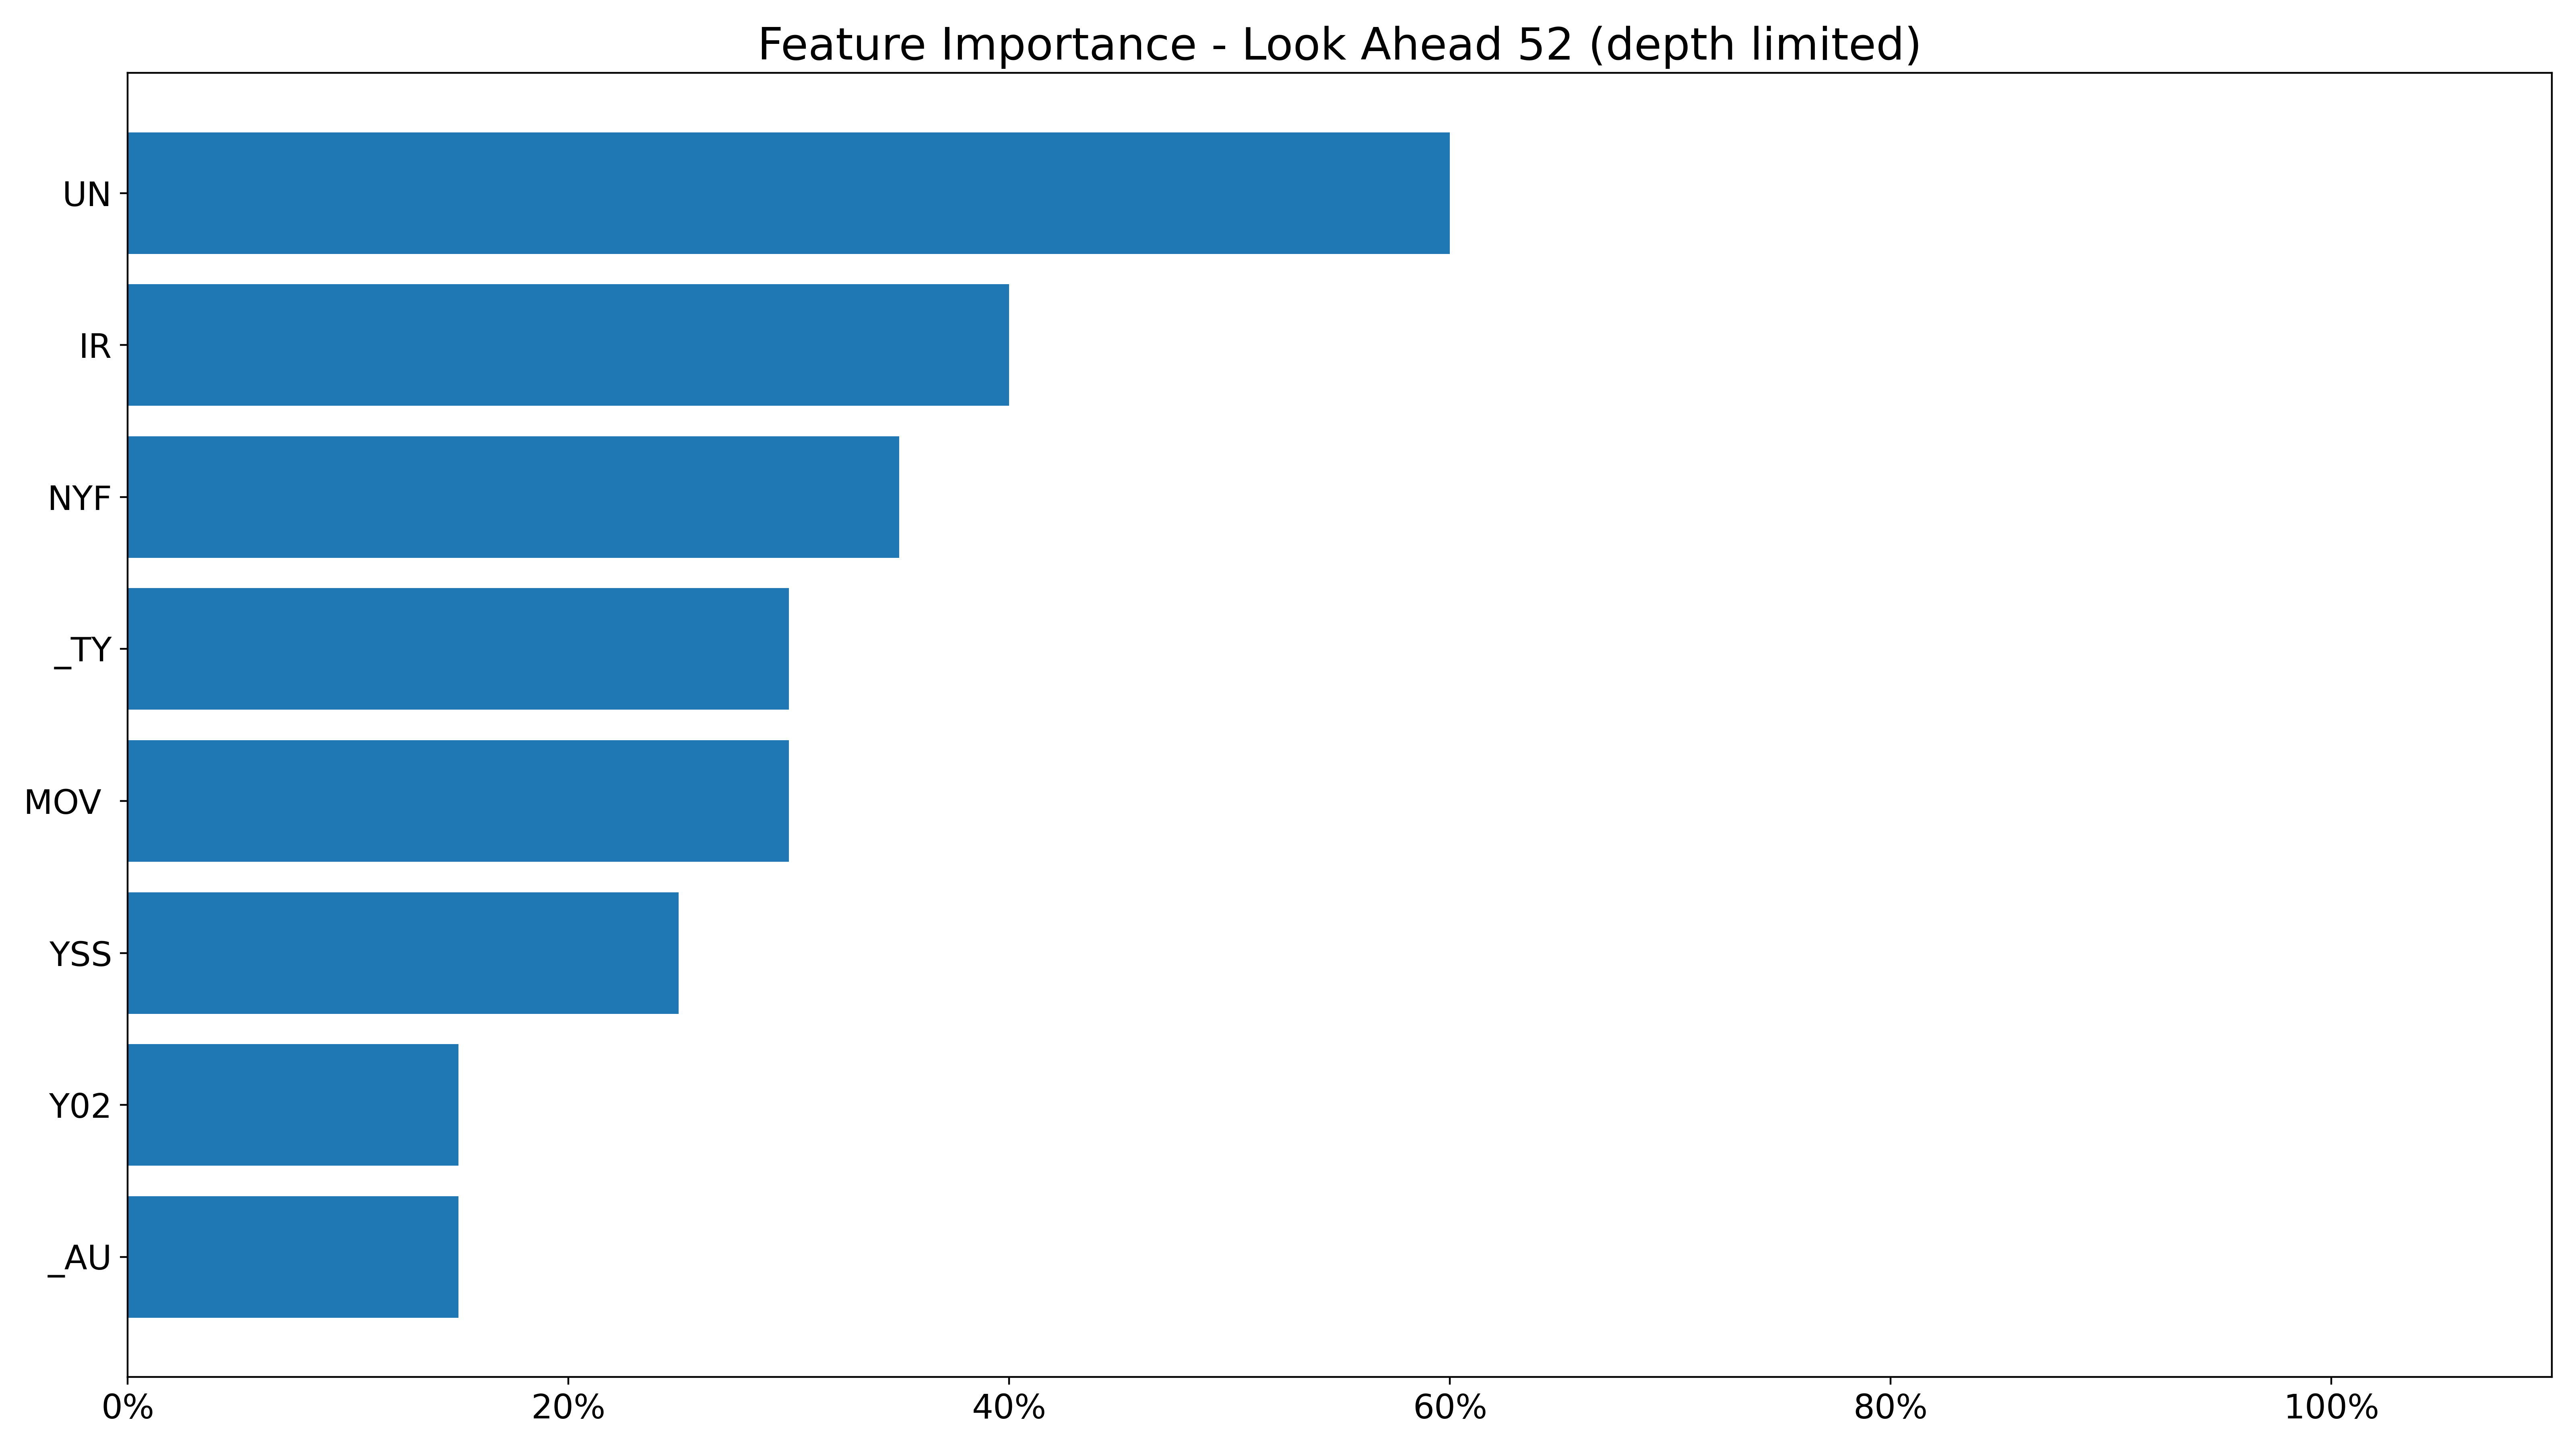 Feature Importance - Look Ahead 52 (depth limited)
UN
IR
NYF
_TY
MOV
YSS
Y02
_AU
0% 20% 40% 60% 80% 100%